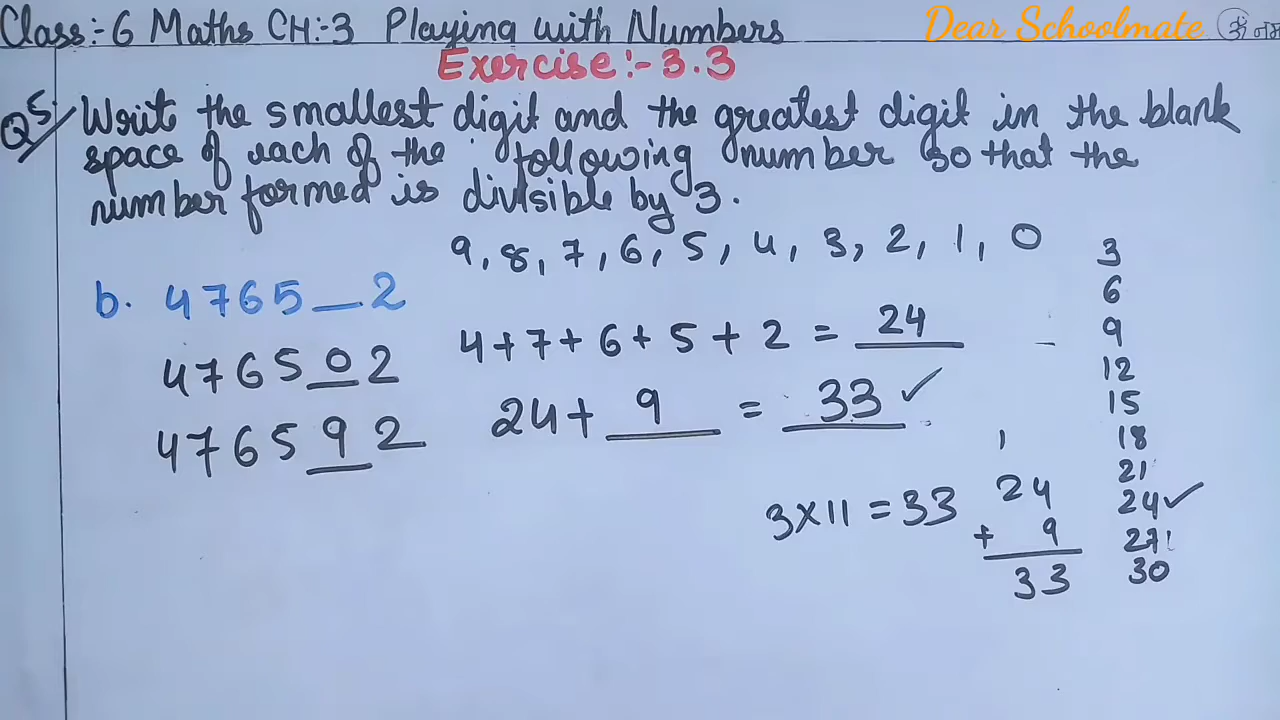 Class:- 6 Maths CH:-3 Playing with Numbers
Dear Schoolmate
ॐ नमः
Exercise:- 3.3
Q5 Write the smallest digit and the greatest digit in the blank
space of each of the following number so that the
number formed is divisible by 3.
9, 8, 7, 6, 5, 4, 3, 2, 1, 0
b. 4765_2
4765 0 2
4765 9 2
4+7+6+5+2 = 24
24+ 9 = 33 ✓
3×11 = 33
1
24
+ 9
33
3
6
9
12
15
18
21
24 ✓
27
30